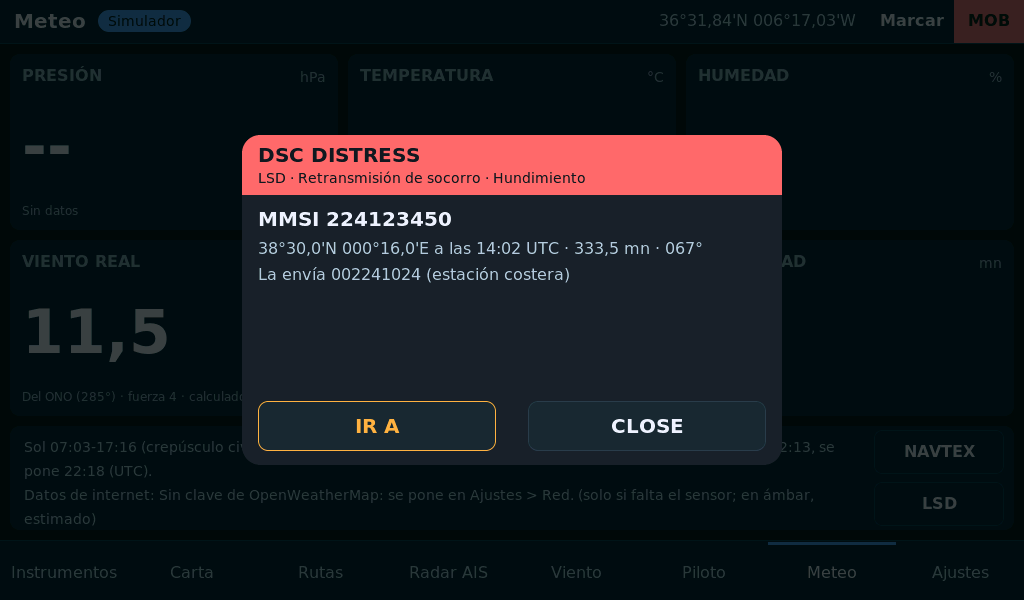 Meteo Simulador 36°31,84'N 006°17,03'W Marcar MOB
PRESIÓN hPa TEMPERATURA °C HUMEDAD %
--
Sin datos
DSC DISTRESS
LSD · Retransmisión de socorro · Hundimiento
MMSI 224123450
38°30,0'N 000°16,0'E a las 14:02 UTC · 333,5 mn · 067°
La envía 002241024 (estación costera)
IR A CLOSE
VIENTO REAL mn
11,5
Del ONO (285°) · fuerza 4 ·
Sol 07:03-17:16 (crepúsculo se
pone 22:18 (UTC).
Datos de internet: Sin clave de OpenWeatherMap: se pone en Ajustes > Red. (solo si falta el sensor; en ámbar,
estimado)
NAVTEX
LSD
Instrumentos Carta Rutas Radar AIS Viento Piloto Meteo Ajustes